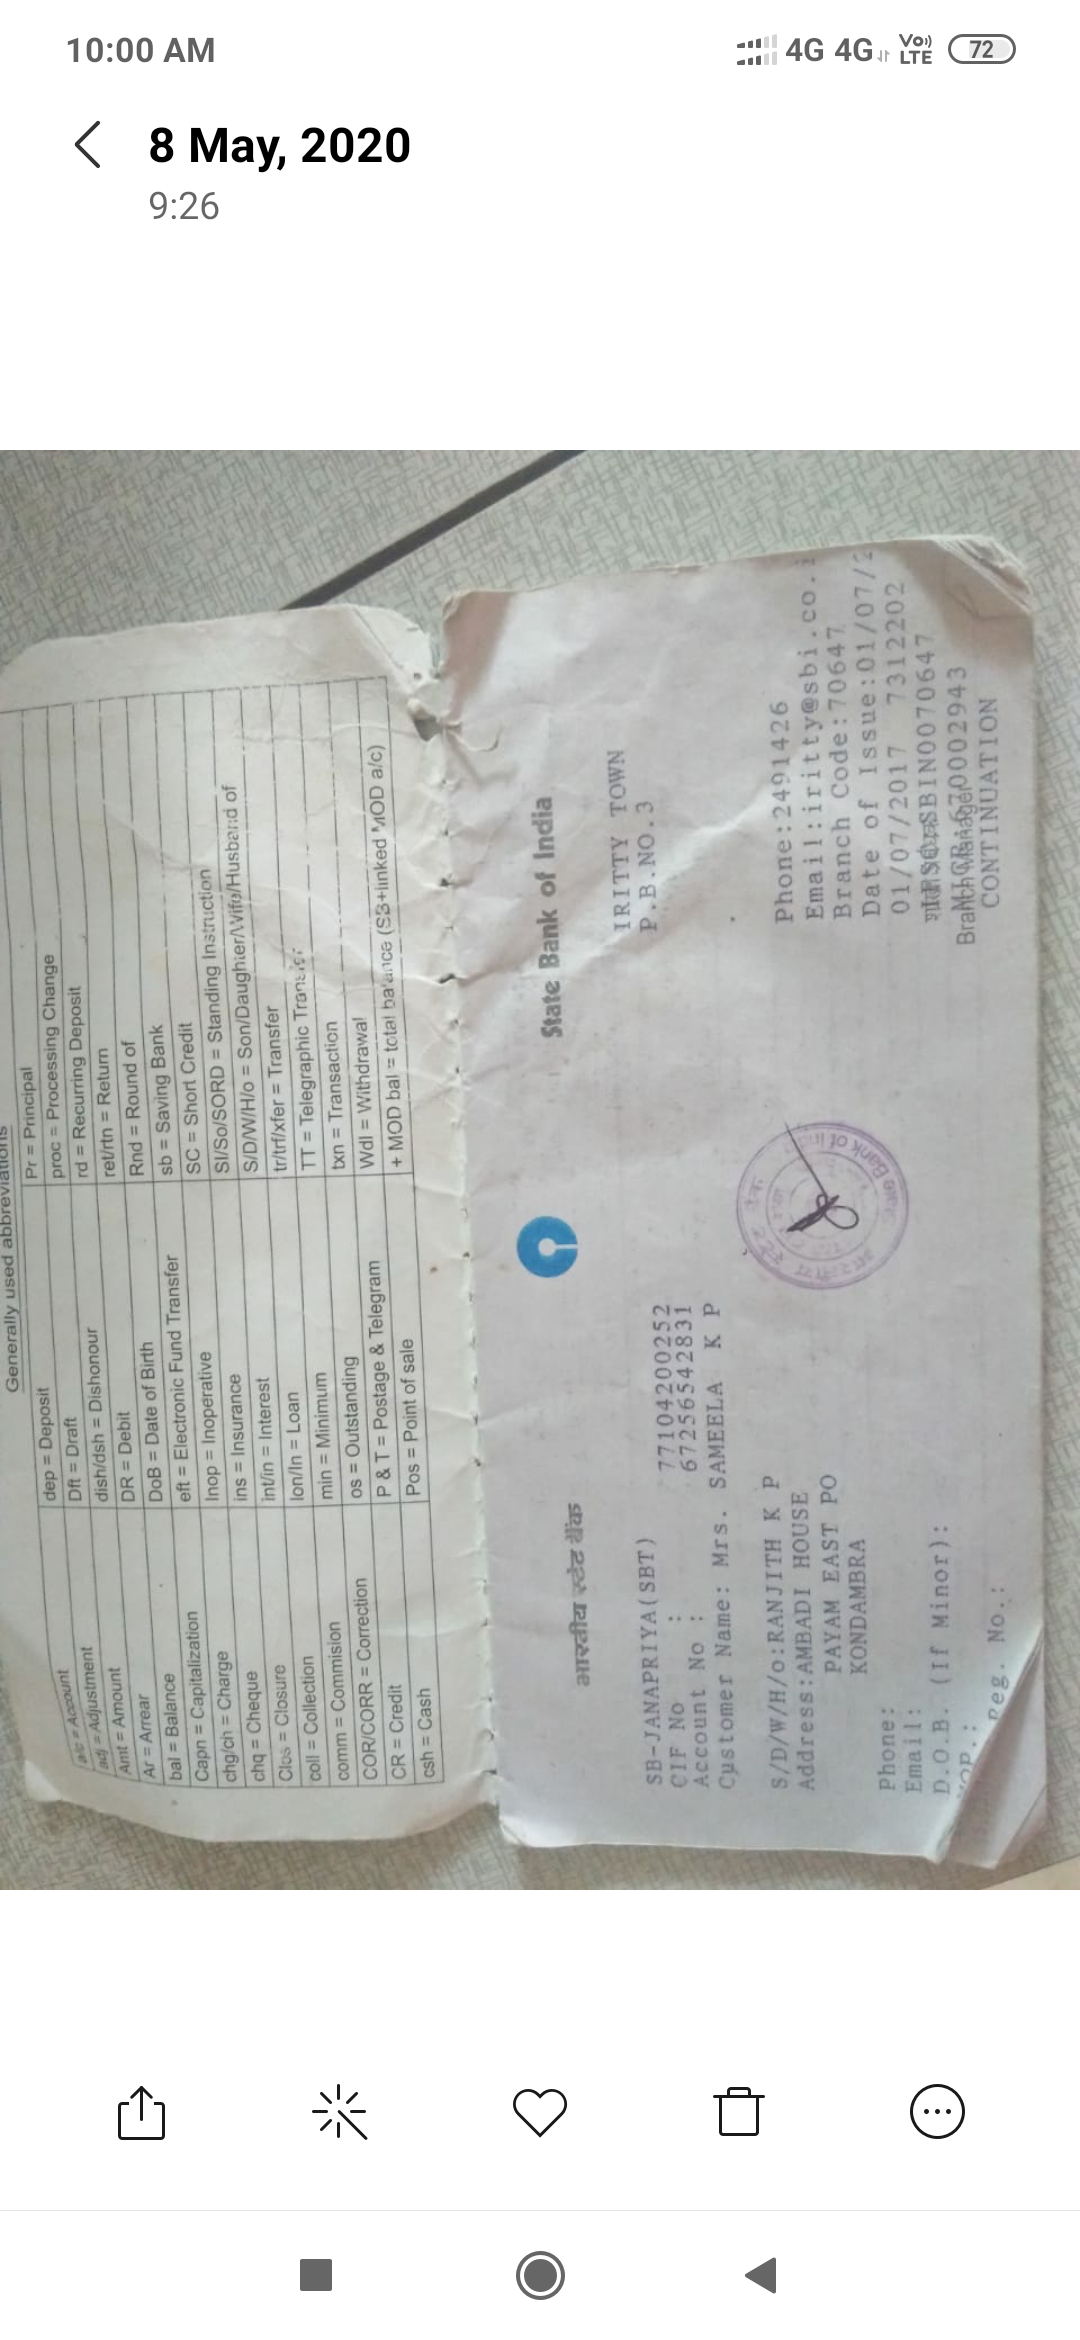 10:00 AM
4G 4G VoLTE 72
8 May, 2020
9:26
Generally used abbreviations
a/c = Account
adj = Adjustment
Amt = Amount
Ar = Arrear
bal = Balance
Capn = Capitalization
chg/ch = Charge
chq = Cheque
Clos = Closure
coll = Collection
comm = Commision
COR/CORR = Correction
CR = Credit
csh = Cash
dep = Deposit
Dft = Draft
dish/dsh = Dishonour
DR = Debit
DoB = Date of Birth
eft = Electronic Fund Transfer
Inop = Inoperative
ins = Insurance
int/in = Interest
lon/ln = Loan
min = Minimum
os = Outstanding
P & T = Postage & Telegram
Pos = Point of sale
Pr = Principal
proc = Processing Change
rd = Recurring Deposit
ret/rtn = Return
Rnd = Round of
sb = Saving Bank
SC = Short Credit
SI/So/SORD = Standing Instruction
S/D/W/H/o = Son/Daughter/Wife/Husband of
tr/trf/xfer = Transfer
TT = Telegraphic Transfer
txn = Transaction
Wdl = Withdrawal
+ MOD bal = total balance (SB+linked MOD a/c)
भारतीय स्टेट बैंक
State Bank of India
SB-JANAPRIYA(SBT)
CIF No : 77104200252
Account No : 67256542831
Customer Name: Mrs. SAMEELA K P
S/D/W/H/o:RANJITH K P
Address:AMBADI HOUSE
PAYAM EAST PO
KONDAMBRA
Phone:
Email:
D.O.B. (If Minor):
MOP.:
Reg. No.:
IRITTY TOWN
P.B.NO.3
Phone:2491426
Email:iritty@sbi.co.i
Branch Code:70647
Date of Issue:01/07/2
01/07/2017 7312202
IFSC:SBIN0070647
MICR:670002943
Branch Manager
CONTINUATION